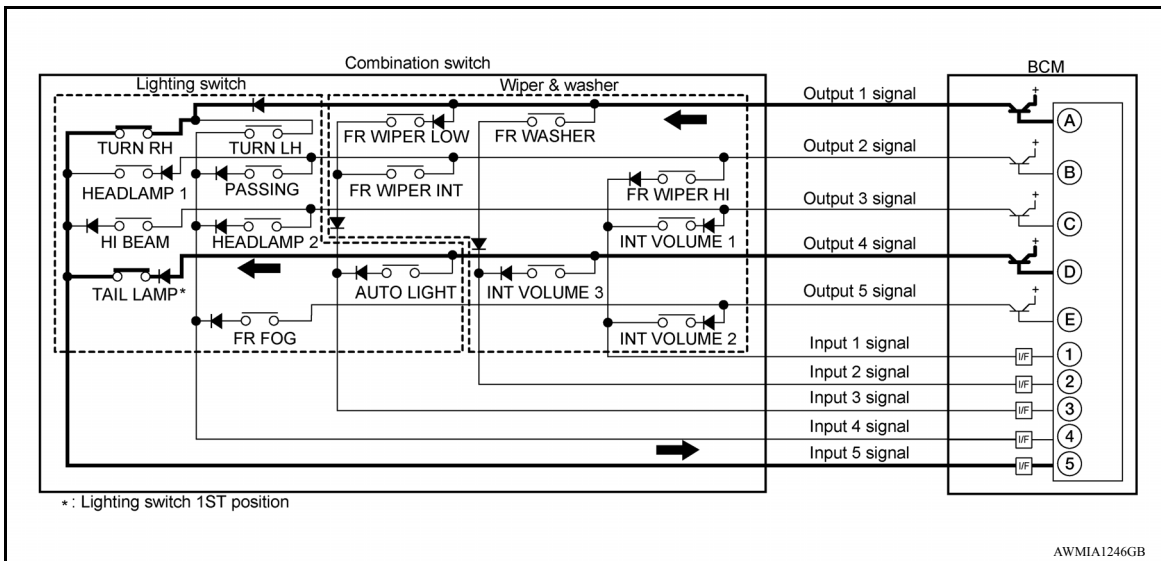 Combination switch
BCM
Lighting switch
Wiper & washer
Output 1 signal
+
A
TURN RH
TURN LH
FR WIPER LOW
FR WASHER
Output 2 signal
+
B
HEADLAMP 1
PASSING
FR WIPER INT
FR WIPER HI
Output 3 signal
+
C
HI BEAM
HEADLAMP 2
INT VOLUME 1
Output 4 signal
+
D
TAIL LAMP*
AUTO LIGHT
INT VOLUME 3
Output 5 signal
+
E
FR FOG
INT VOLUME 2
Input 1 signal
I/F
1
Input 2 signal
I/F
2
Input 3 signal
I/F
3
Input 4 signal
I/F
4
Input 5 signal
I/F
5
*: Lighting switch 1ST position
AWMIA1246GB